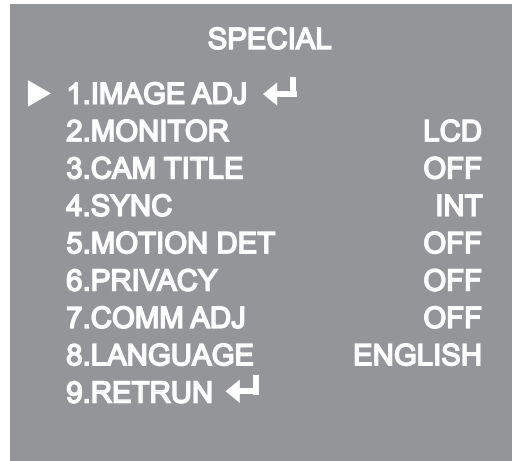 SPECIAL
1.IMAGE ADJ
2.MONITOR LCD
3.CAM TITLE OFF
4.SYNC INT
5.MOTION DET OFF
6.PRIVACY OFF
7.COMM ADJ OFF
8.LANGUAGE ENGLISH
9.RETRUN